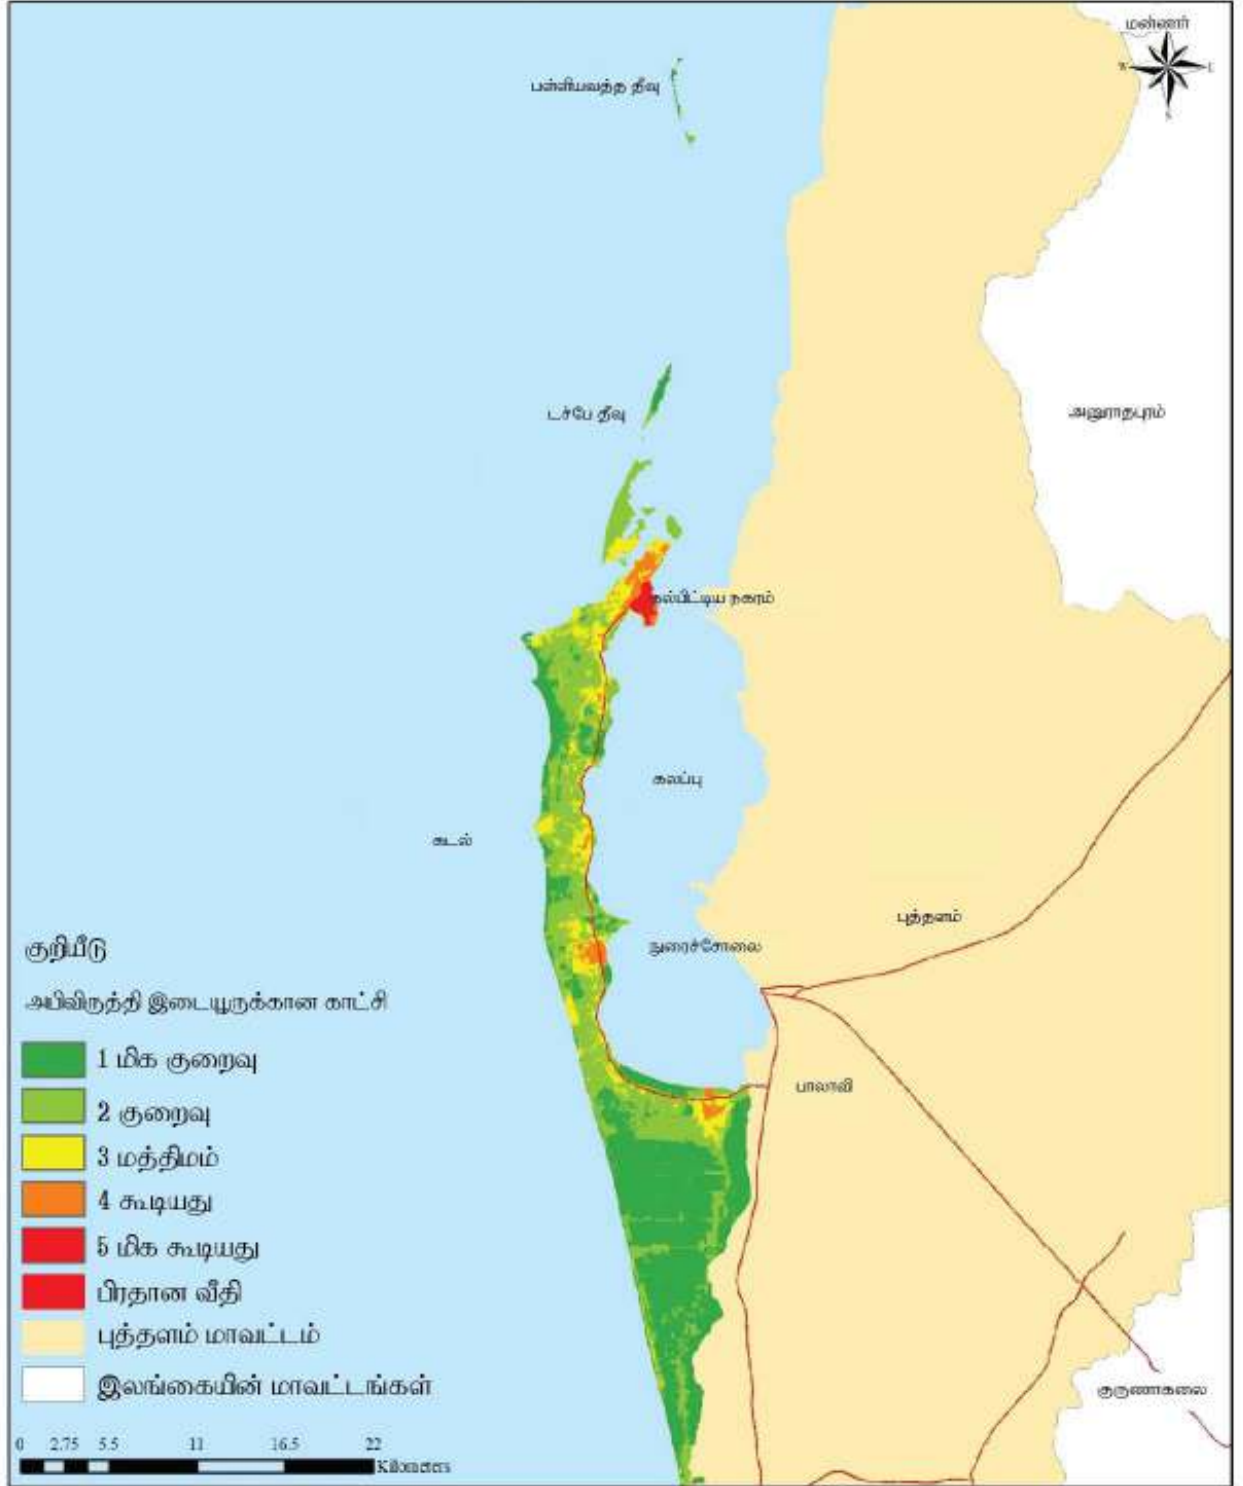 மன்னார்
W
E
S
பள்ளியவத்த தீவு
டச்பே தீவு
அனுராதபுரம்
கல்பிட்டிய நகரம்
கலப்பு
கடல்
புத்தளம்
நுரைச்சோலை
பாலாவி
குருணாகலை
குறியீடு
அபிவிருத்தி இடையூருக்கான காட்சி
1 மிக குறைவு
2 குறைவு
3 மத்திமம்
4 கூடியது
5 மிக கூடியது
பிரதான வீதி
புத்தளம் மாவட்டம்
இலங்கையின் மாவட்டங்கள்
0 2.75 5.5 11 16.5 22
Kilometers